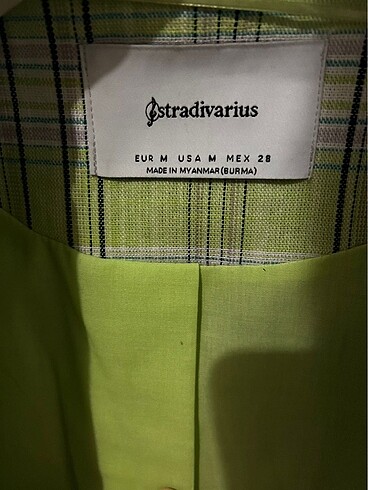 stradivarius
EUR M USA M MEX 28
MADE IN MYANMAR (BURMA)